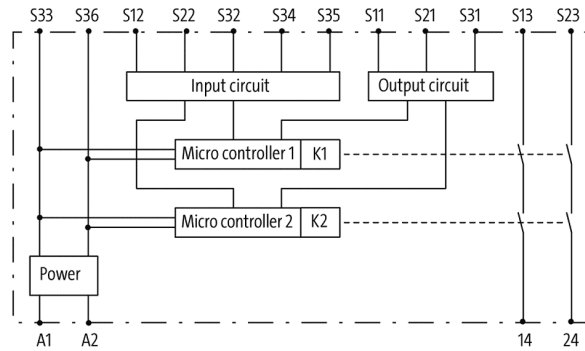 S33 S36 S12 S22 S32 S34 S35 S11 S21 S31 S13 S23
Input circuit Output circuit
Micro controller 1 K1
Micro controller 2 K2
Power
A1 A2 14 24